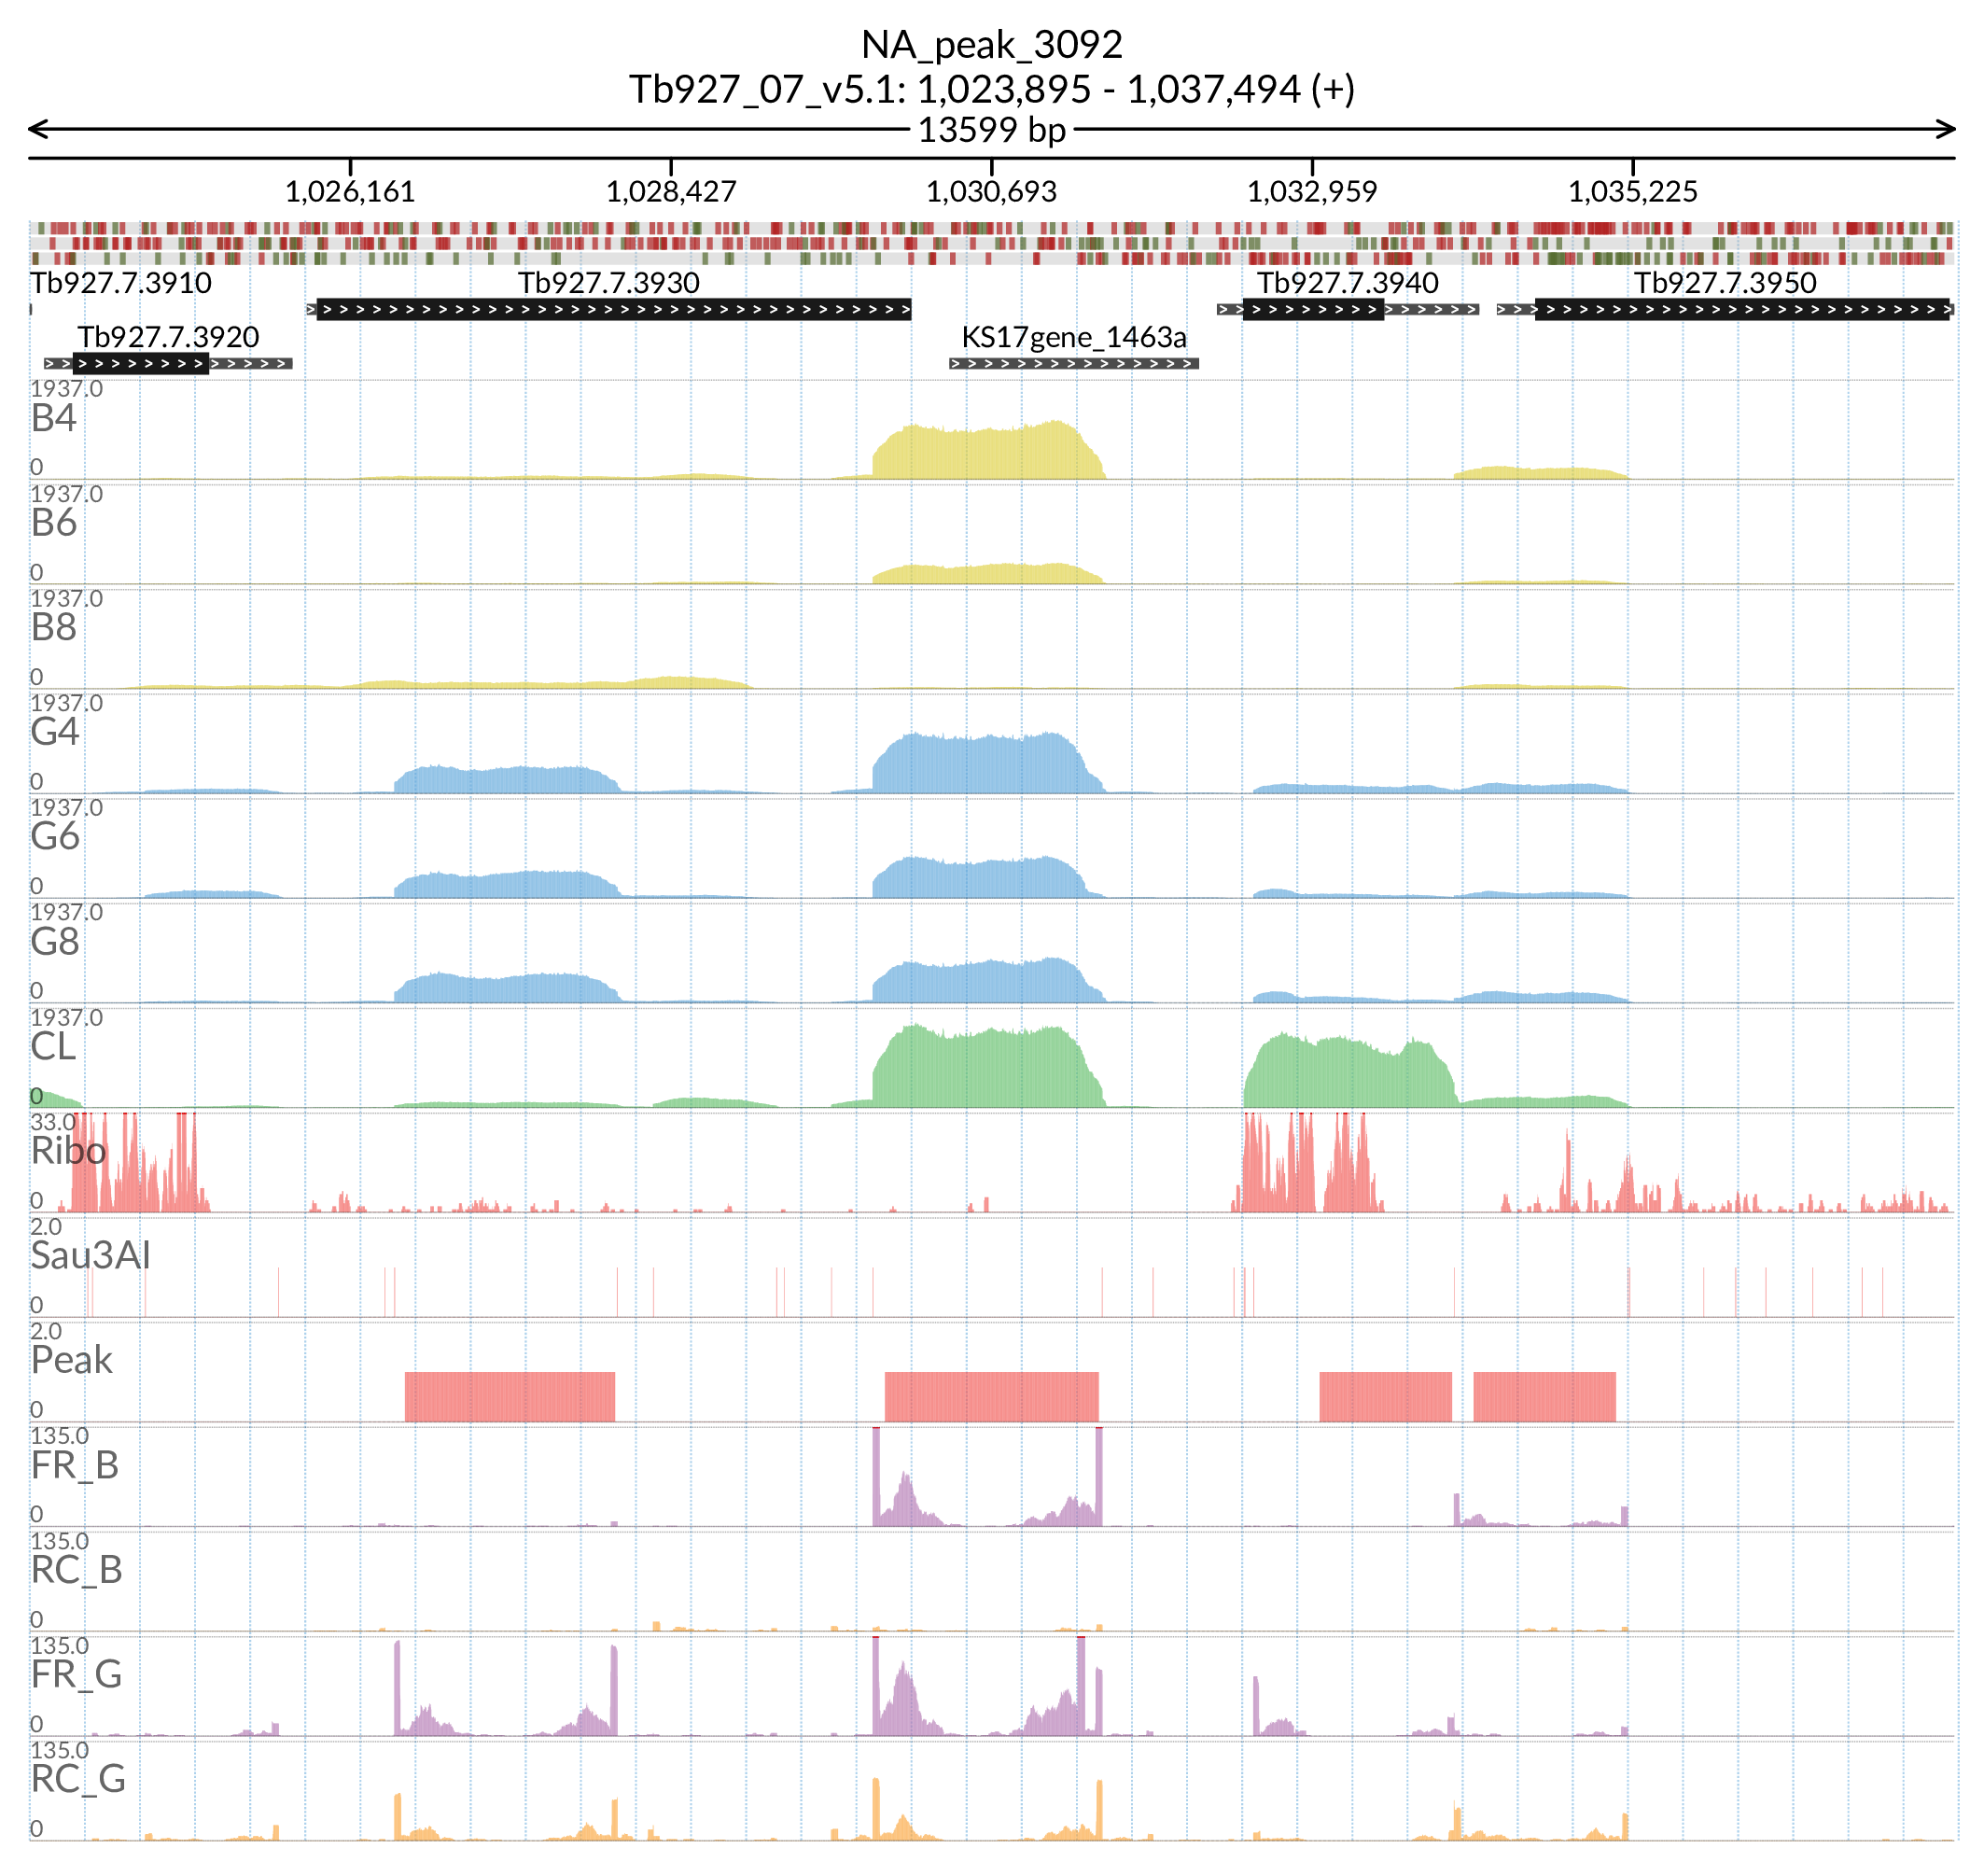 NA_peak_3092
Tb927_07_v5.1: 1,023,895 - 1,037,494 (+)
13599 bp
1,026,161 1,028,427 1,030,693 1,032,959 1,035,225
Tb927.7.3910 Tb927.7.3930 Tb927.7.3940 Tb927.7.3950
Tb927.7.3920 KS17gene_1463a
1937.0
B4
0
1937.0
B6
0
1937.0
B8
0
1937.0
G4
0
1937.0
G6
0
1937.0
G8
0
1937.0
CL
0
33.0
Ribo
0
2.0
Sau3AI
0
2.0
Peak
0
135.0
FR_B
0
135.0
RC_B
0
135.0
FR_G
0
135.0
RC_G
0